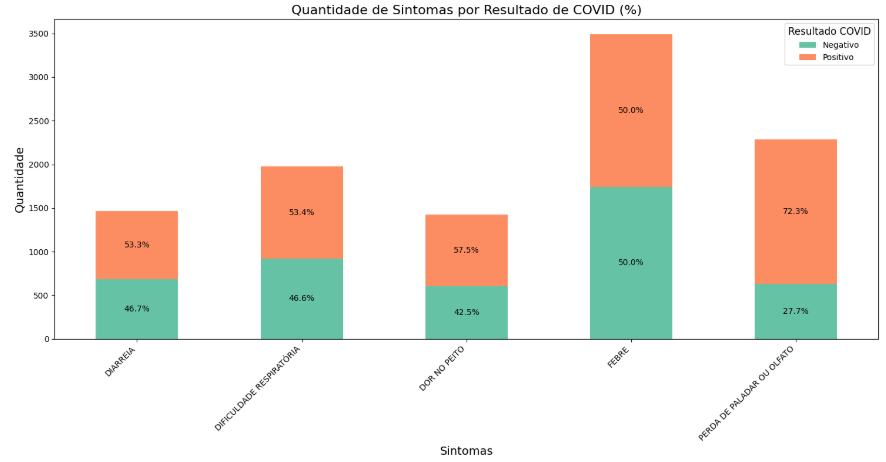 Quantidade de Sintomas por Resultado de COVID (%)
Resultado COVID
Negativo
Positivo
Quantidade
3500
3000
2500
2000
1500
1000
500
0
53.3%
46.7%
53.4%
46.6%
57.5%
42.5%
50.0%
50.0%
72.3%
27.7%
DIARREIA
DIFICULDADE RESPIRATÓRIA
DOR NO PEITO
FEBRE
PERDA DE PALADAR OU OLFATO
Sintomas